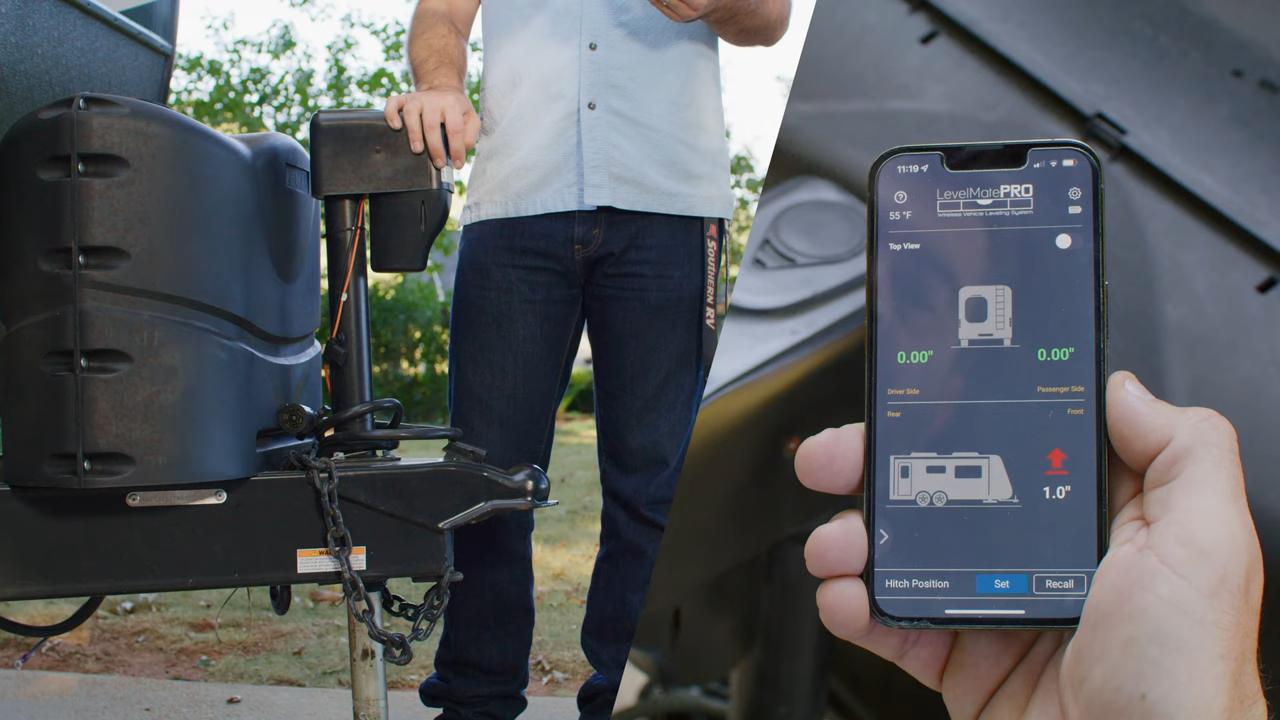 SOUTHERN RV
WARNING
11:19
LevelMatePRO
Wireless Vehicle Leveling System
55 °F
Top View
0.00"
0.00"
Driver Side
Passenger Side
Rear
Front
1.0"
Hitch Position
Set
Recall